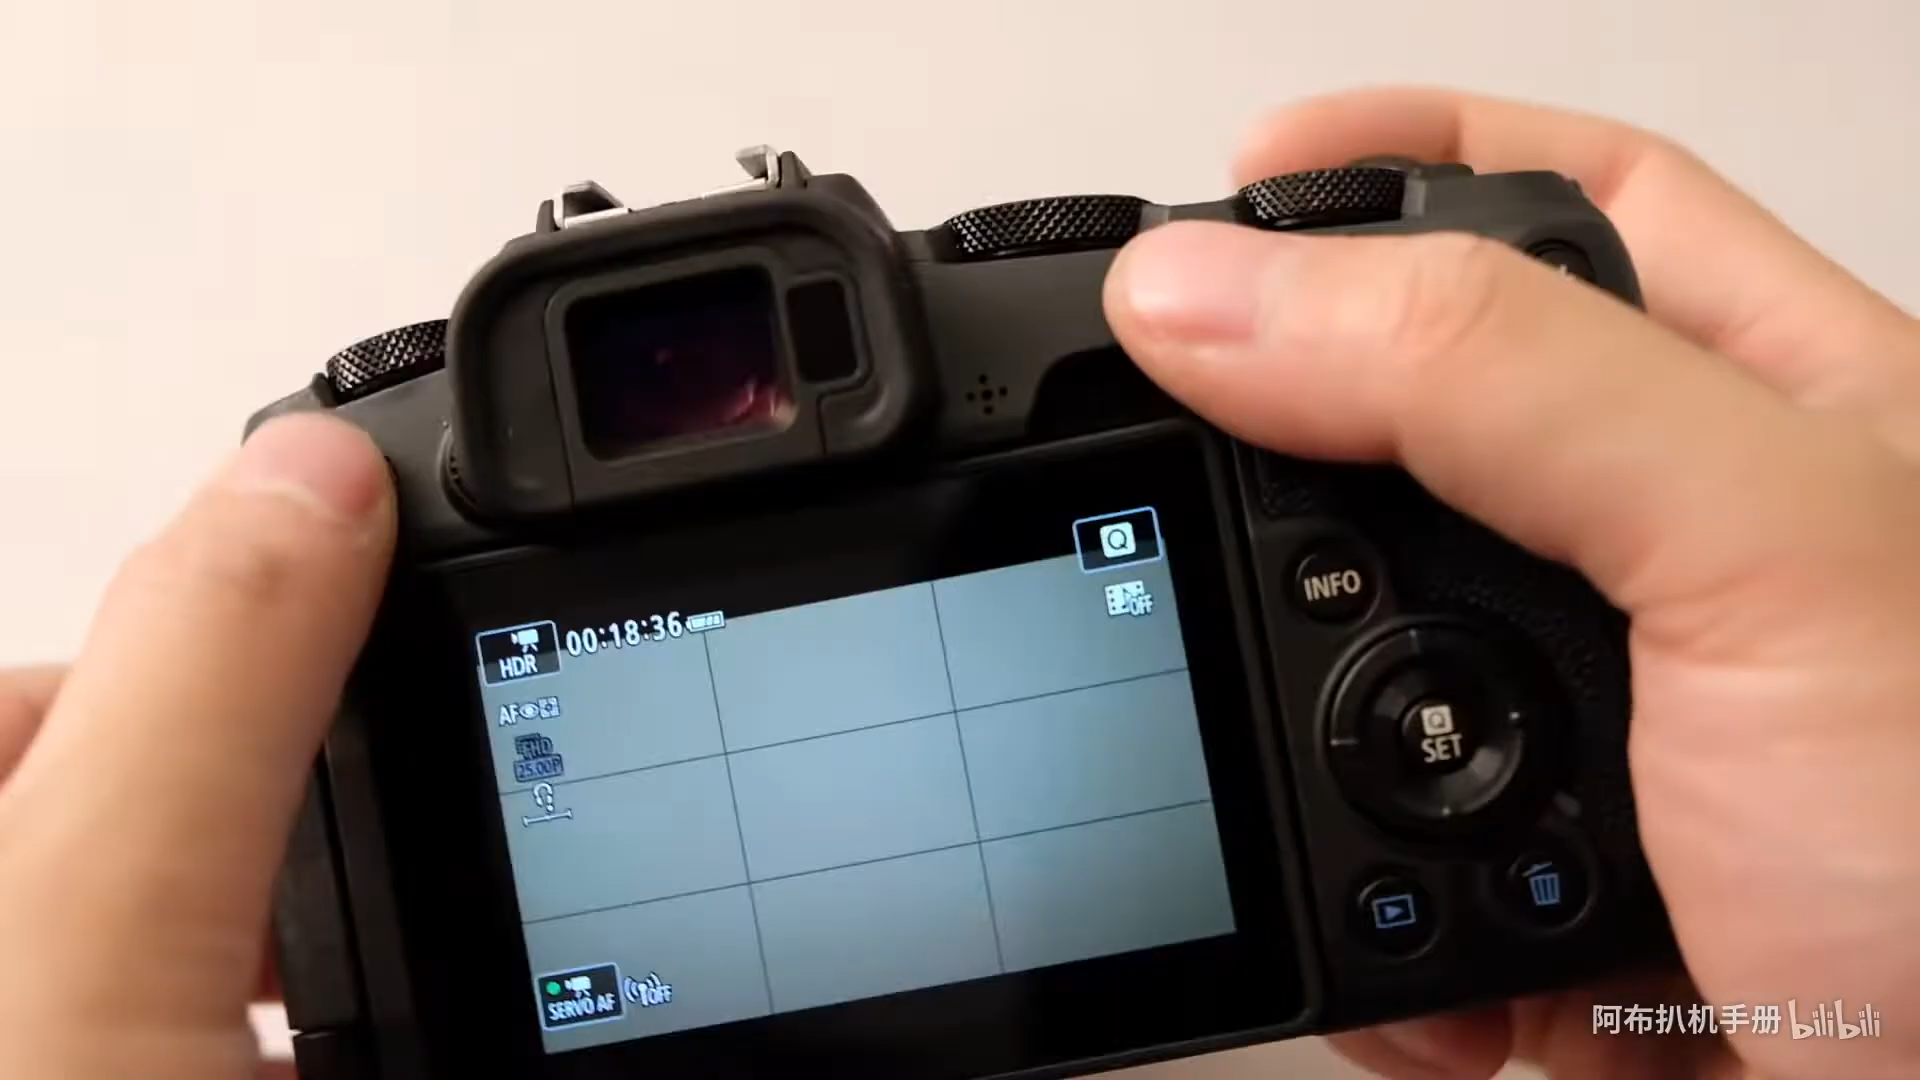 Q
HDR
00:18:36
OFF
AF
FHD
25.00P
SERVO AF
OFF
INFO
Q
SET
阿布扒机手册 bilibili